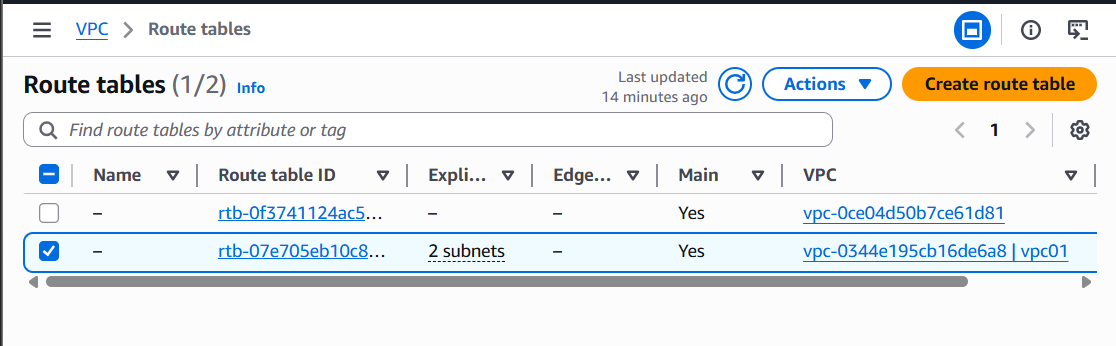 VPC > Route tables
Route tables (1/2) Info
Last updated
14 minutes ago
Actions
Create route table
Find route tables by attribute or tag
1
Name Route table ID Expli... Edge... Main VPC
– rtb-0f3741124ac5... – – Yes vpc-0ce04d50b7ce61d81
– rtb-07e705eb10c8... 2 subnets – Yes vpc-0344e195cb16de6a8 | vpc01